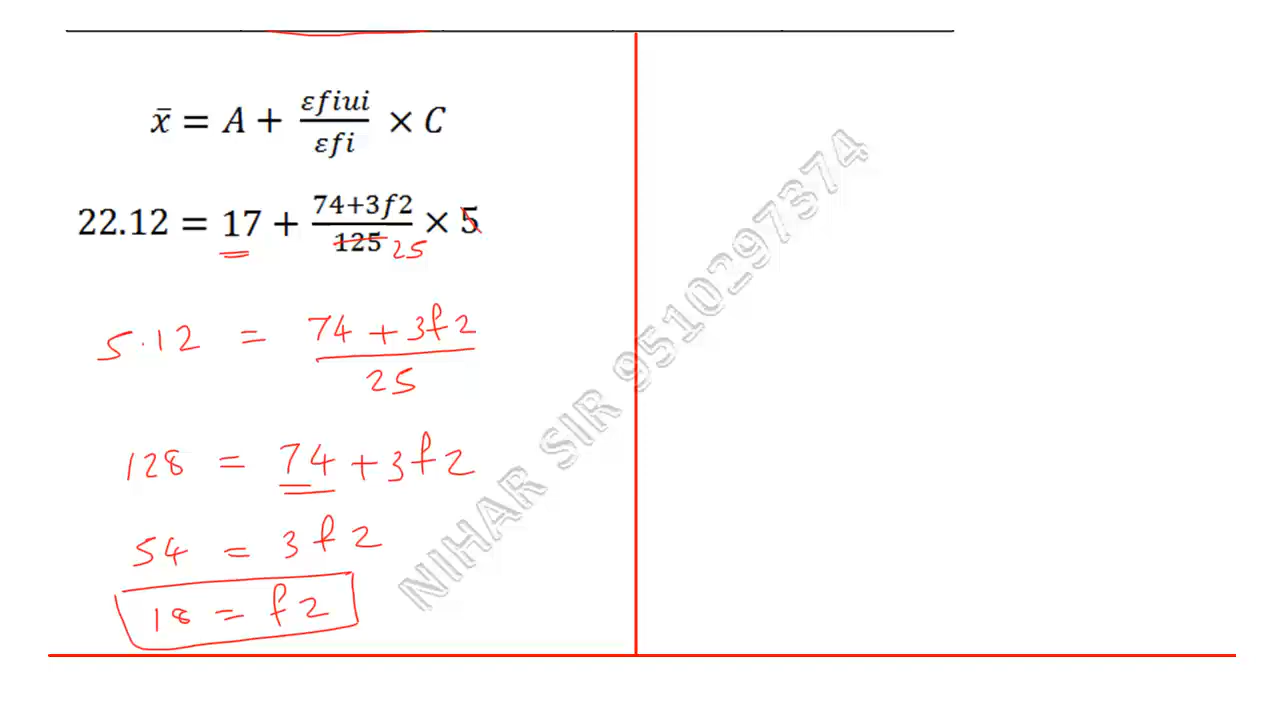 x̄ = A + εfiui/εfi × C
22.12 = 17 + 74+3f2/125 × 5
25
5.12 = 74 + 3f2/25
128 = 74 + 3f2
54 = 3f2
18 = f2
NIHAR SIR 9510297374